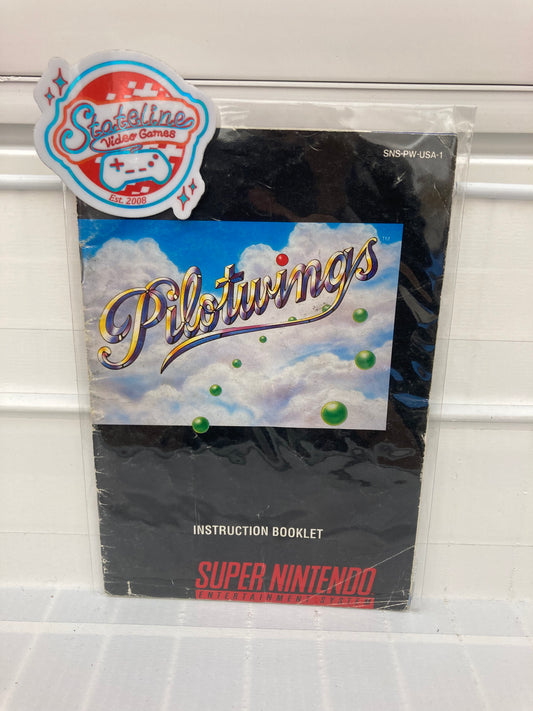 Stateline
Video Games
Est. 2008
SNS-PW-USA-1
Pilotwings
TM
INSTRUCTION BOOKLET
SUPER NINTENDO
ENTERTAINMENT SYSTEM